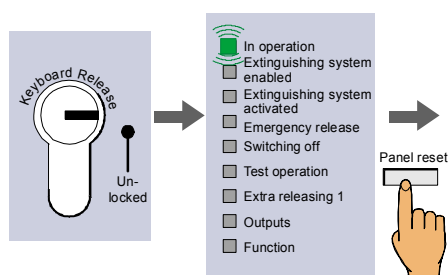 Keyboard Release
Un-
locked
In operation
Extinguishing system
enabled
Extinguishing system
activated
Emergency release
Switching off
Test operation
Extra releasing 1
Outputs
Function
Panel reset